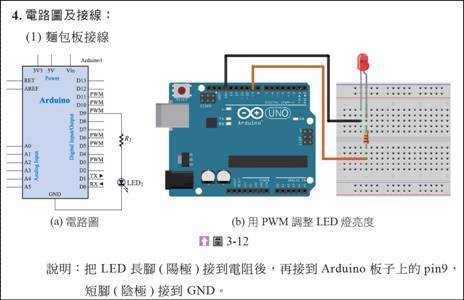 4. 電路圖及接線：
(1) 麵包板接線
Arduino1
3V3 5V Vin
Power
RST
AREF
D13
D12
D11
D10
D9
D8
D7
D6
D5
D4
D3
D2
D1
D0
PWM
PWM
PWM
PWM
PWM
PWM
TX
RX
Arduino
Digital Input/Output
Analog Input
A0
A1
A2
A3
A4
A5
GND
R1
LED1
UNO
Arduino
(a) 電路圖
(b) 用 PWM 調整 LED 燈亮度
圖 3-12
說明：把 LED 長腳 ( 陽極 ) 接到電阻後，再接到 Arduino 板子上的 pin9，
短腳 ( 陰極 ) 接到 GND。